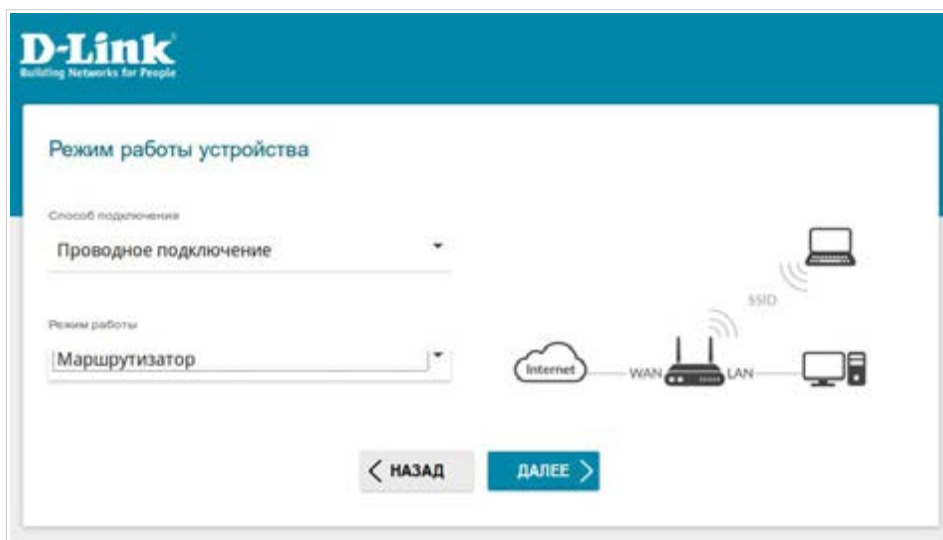 D-Link
Building Networks for People
Режим работы устройства
Способ подключения
Проводное подключение
Режим работы
Маршрутизатор
SSID
Internet
WAN
LAN
НАЗАД
ДАЛЕЕ